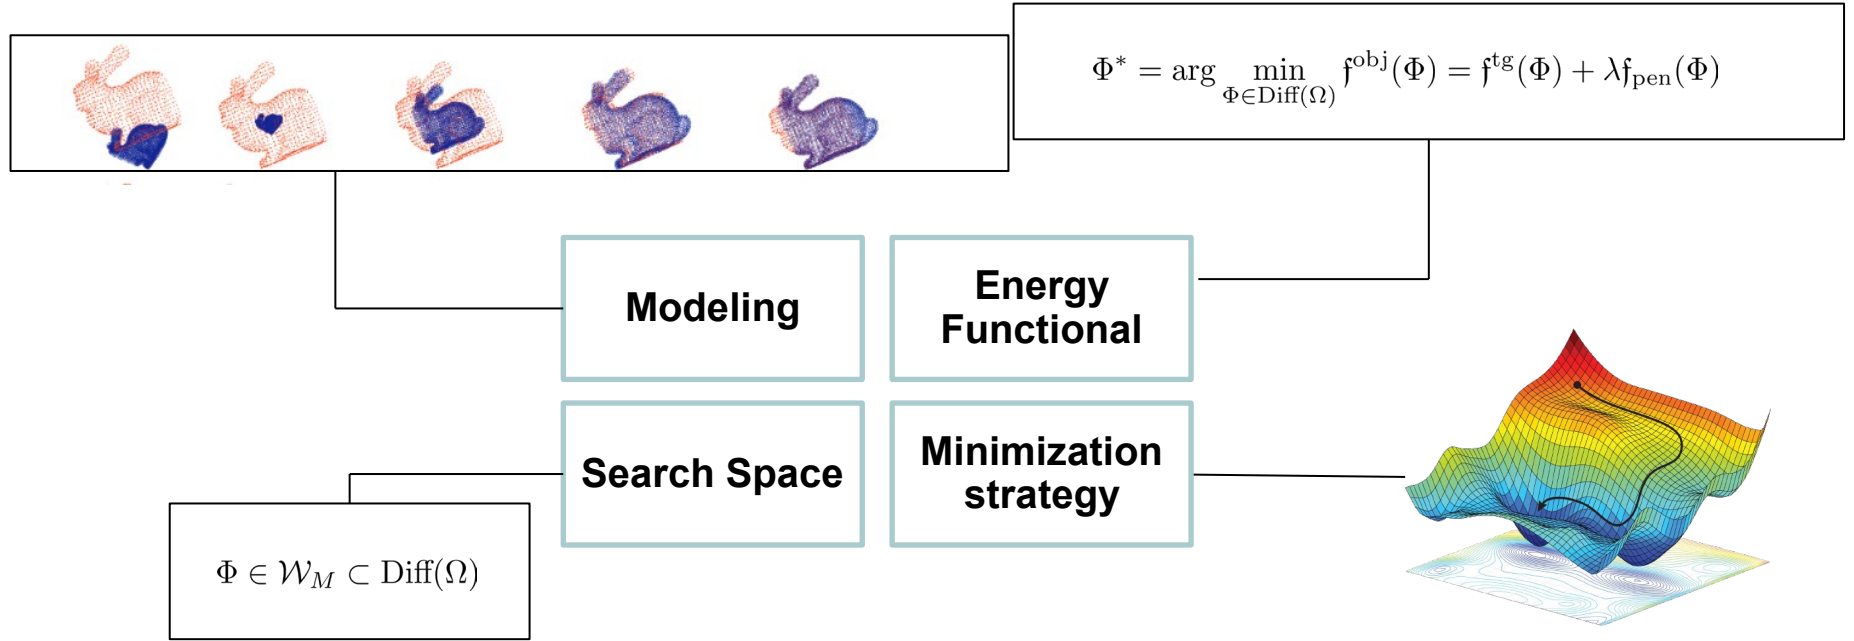 Φ* = arg min_{Φ∈Diff(Ω)} 𝔣^{obj}(Φ) = 𝔣^{tg}(Φ) + λ𝔣_{pen}(Φ)
Modeling
Energy
Functional
Search Space
Minimization
strategy
Φ ∈ 𝒲_M ⊂ Diff(Ω)